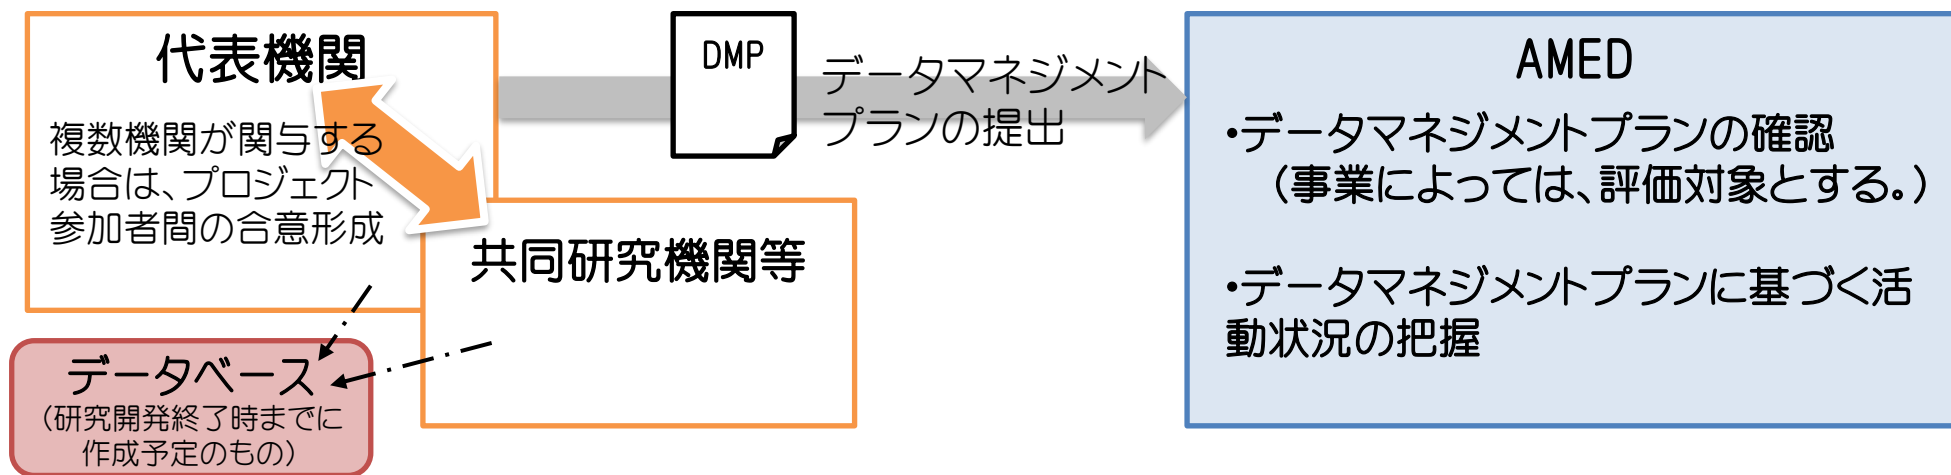 代表機関
複数機関が関与する
場合は、プロジェクト
参加者間の合意形成
DMP
データマネジメント
プランの提出
共同研究機関等
データベース
(研究開発終了時までに
作成予定のもの)
AMED
・データマネジメントプランの確認
(事業によっては、評価対象とする。)
・データマネジメントプランに基づく活
動状況の把握